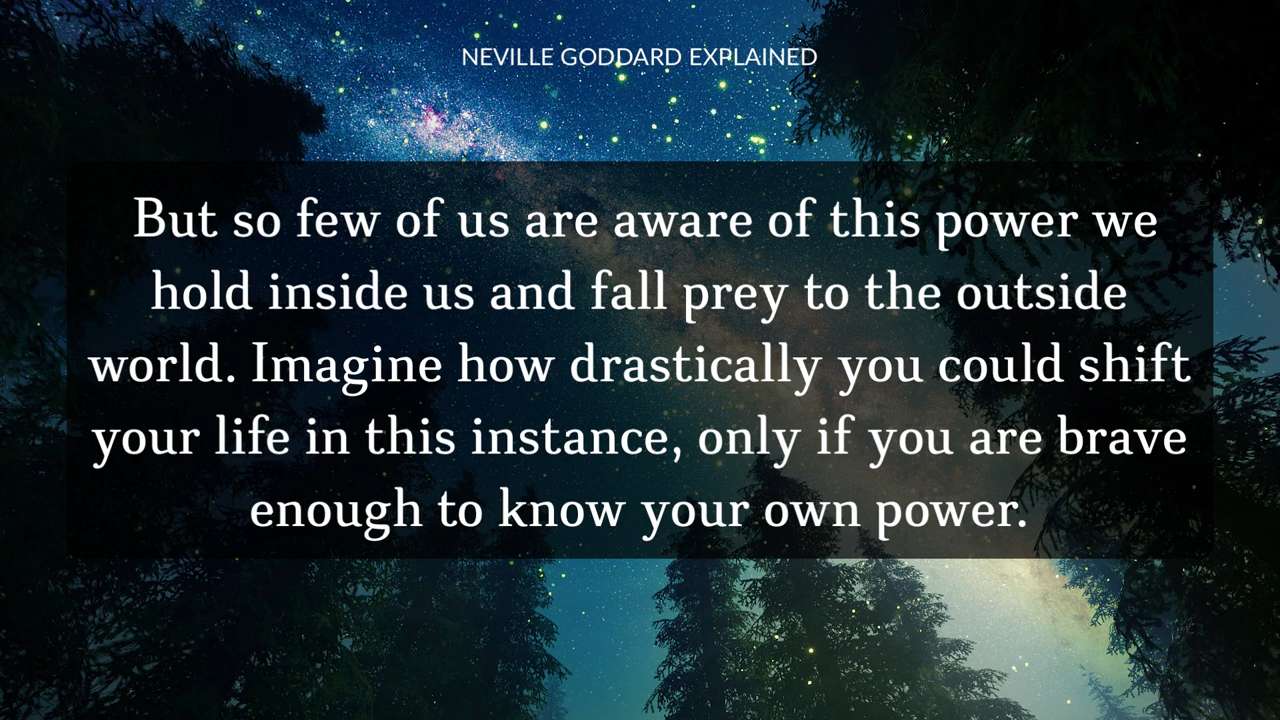 NEVILLE GODDARD EXPLAINED
But so few of us are aware of this power we
hold inside us and fall prey to the outside
world. Imagine how drastically you could shift
your life in this instance, only if you are brave
enough to know your own power.